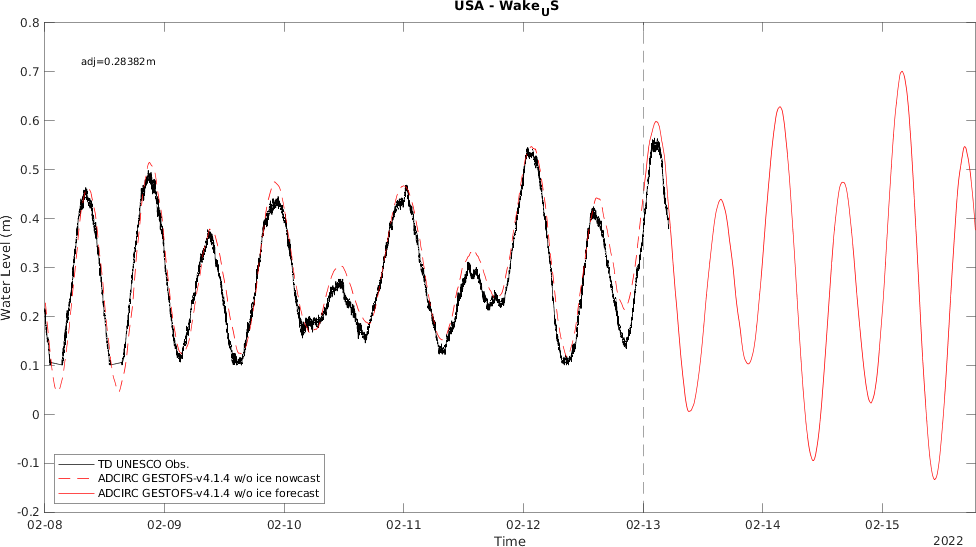 USA - Wake_US
adj=0.28382m
0.8
0.7
0.6
0.5
0.4
0.3
0.2
0.1
0
-0.1
-0.2
Water Level (m)
TD UNESCO Obs.
ADCIRC GESTOFS-v4.1.4 w/o ice nowcast
ADCIRC GESTOFS-v4.1.4 w/o ice forecast
02-08 02-09 02-10 02-11 02-12 02-13 02-14 02-15
Time
2022